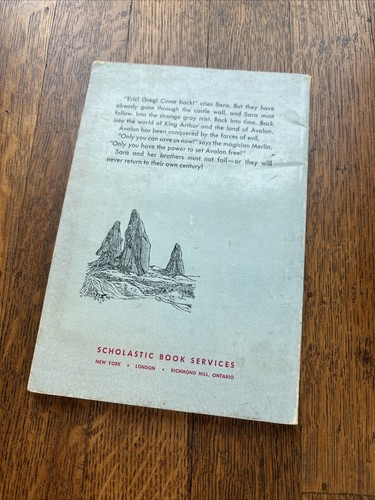 "Eric! Greg! Come back!" cries Sara. But they have
already gone through the castle wall, and Sara must
follow. Into the strange gray mist. Back into time. Back
into the world of King Arthur and the land of Avalon.
Avalon has been conquered by the forces of evil.
"Only you can save us now!" says the magician Merlin.
"Only you have the power to set Avalon free!"
Sara and her brothers must not fail—or they will
never return to their own century!
SCHOLASTIC BOOK SERVICES
NEW YORK • LONDON • RICHMOND HILL, ONTARIO